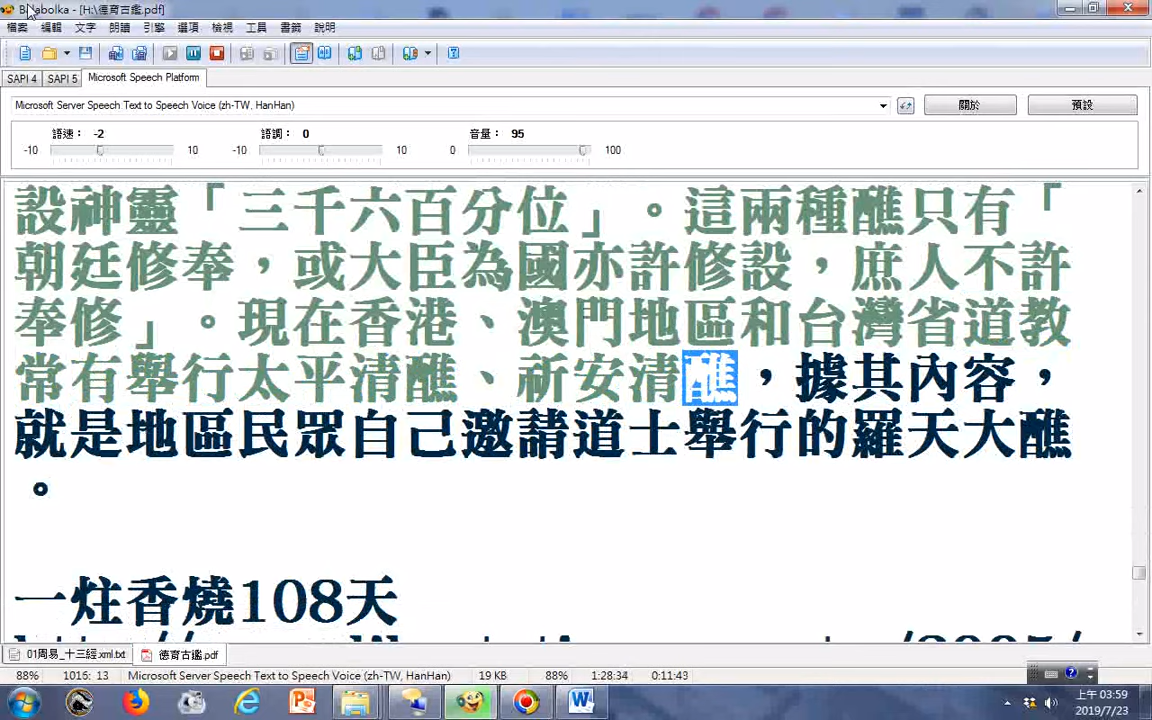 Balabolka - [H:\德育古鑑.pdf]
檔案 編輯 文字 朗讀 引擎 選項 檢視 工具 書籤 說明
SAPI 4 SAPI 5 Microsoft Speech Platform
Microsoft Server Speech Text to Speech Voice (zh-TW, HanHan) 關於 預設
語速： -2 語調： 0 音量： 95
-10 10 -10 10 0 100
設神靈「三千六百分位」。這兩種醮只有「
朝廷修奉，或大臣為國亦許修設，庶人不許
奉修」。現在香港、澳門地區和台灣省道教
常有舉行太平清醮、祈安清醮，據其內容，
就是地區民眾自己邀請道士舉行的羅天大醮
。
一炷香燒108天
01周易_十三經.xml.txt 德育古鑑.pdf
88% 1016: 13 Microsoft Server Speech Text to Speech Voice (zh-TW, HanHan) 19 KB 88% 1:28:34 0:11:43
上午 03:59
2019/7/23